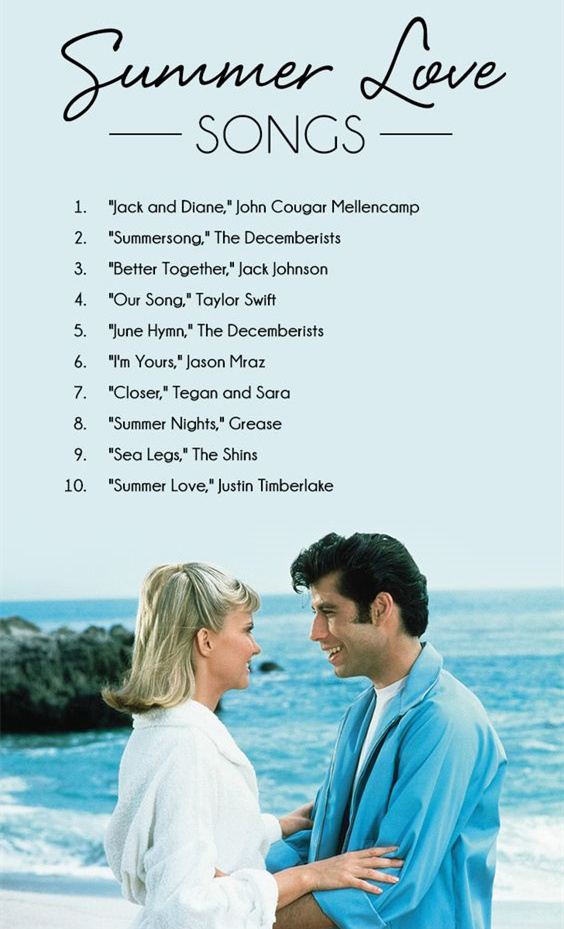 Summer Love
SONGS
1. "Jack and Diane," John Cougar Mellencamp
2. "Summersong," The Decemberists
3. "Better Together," Jack Johnson
4. "Our Song," Taylor Swift
5. "June Hymn," The Decemberists
6. "I'm Yours," Jason Mraz
7. "Closer," Tegan and Sara
8. "Summer Nights," Grease
9. "Sea Legs," The Shins
10. "Summer Love," Justin Timberlake